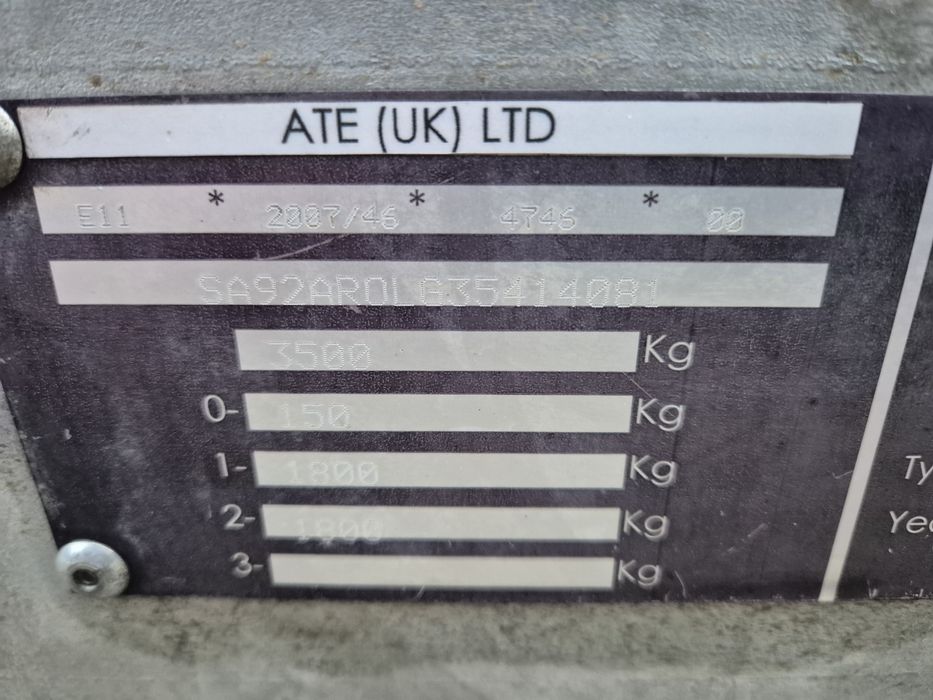 ATE (UK) LTD
E11 * 2007/46 * 4746 * 00
SA92AR0LG35414081
3500 Kg
0- 150 Kg
1- 1800 Kg
2- 1800 Kg
3- Kg